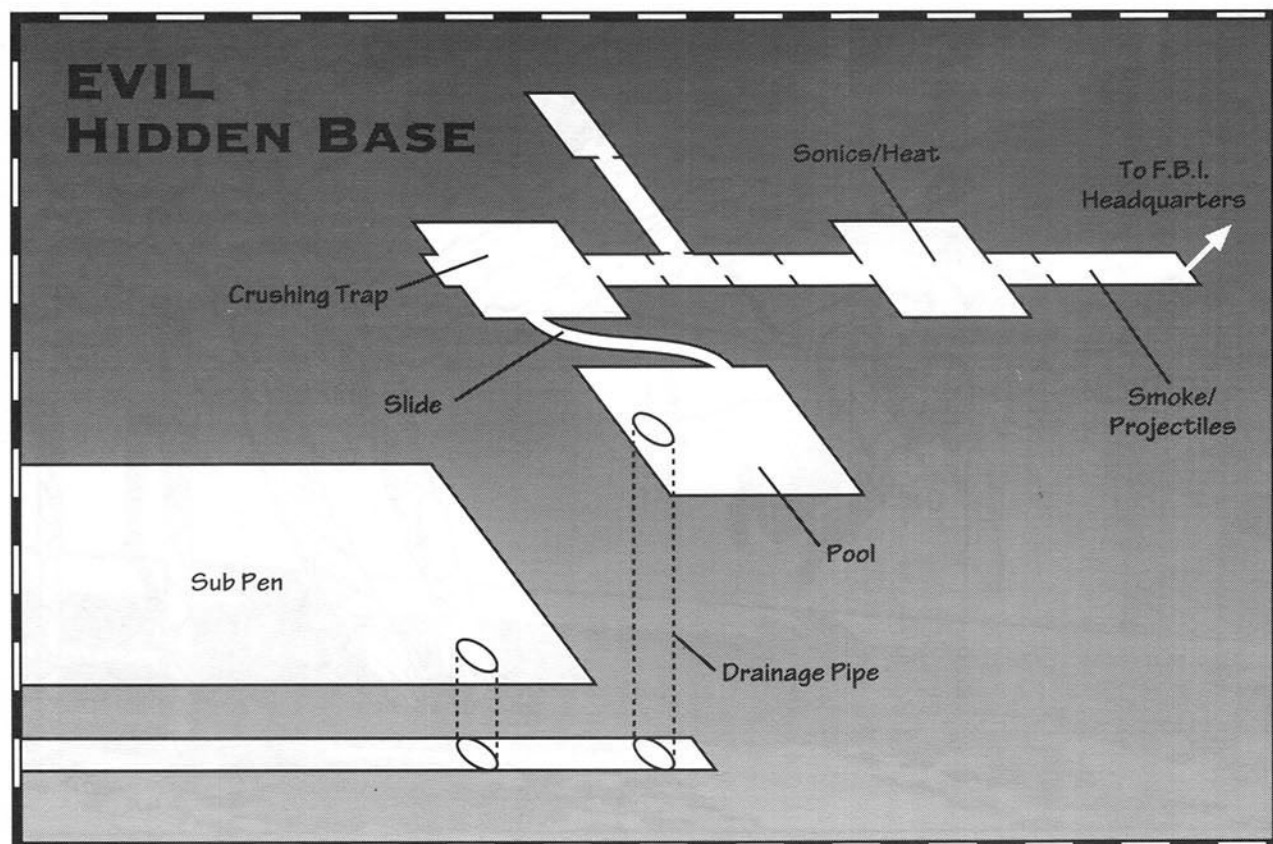 EVIL
HIDDEN BASE
Sonics/Heat
To F.B.I.
Headquarters
Crushing Trap
Slide
Smoke/
Projectiles
Pool
Sub Pen
Drainage Pipe